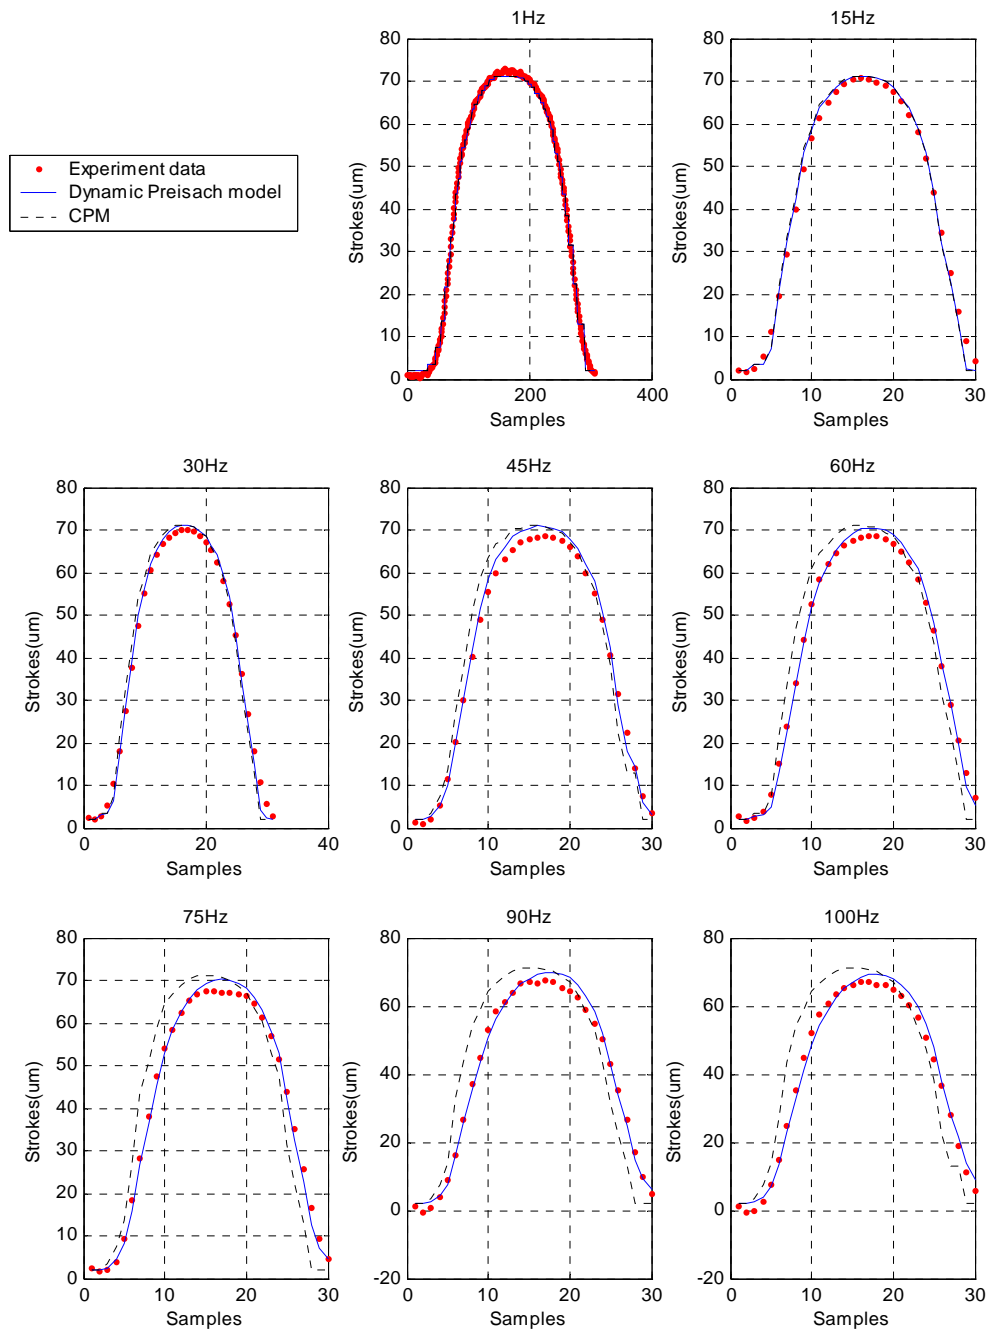 1Hz
80
70
60
50
40
30
20
10
0
0 200 400
Strokes(um)
Samples
15Hz
80
70
60
50
40
30
20
10
0
0 10 20 30
Strokes(um)
Samples
Experiment data
Dynamic Preisach model
CPM
30Hz
80
70
60
50
40
30
20
10
0
0 20 40
Strokes(um)
Samples
45Hz
80
70
60
50
40
30
20
10
0
0 10 20 30
Strokes(um)
Samples
60Hz
80
70
60
50
40
30
20
10
0
0 10 20 30
Strokes(um)
Samples
75Hz
80
70
60
50
40
30
20
10
0
0 10 20 30
Strokes(um)
Samples
90Hz
80
60
40
20
0
-20
0 10 20 30
Strokes(um)
Samples
100Hz
80
60
40
20
0
-20
0 10 20 30
Strokes(um)
Samples